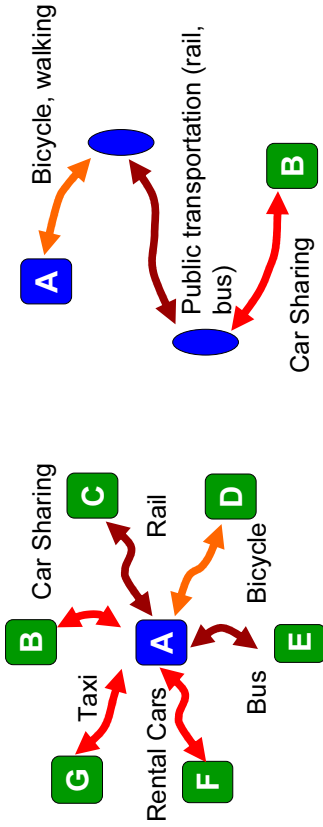 B
Car Sharing
G
Taxi
C
Rail
A
Rental Cars
F
D
Bicycle
Bus
E
A
Bicycle, walking
Public transportation (rail,
bus)
B
Car Sharing